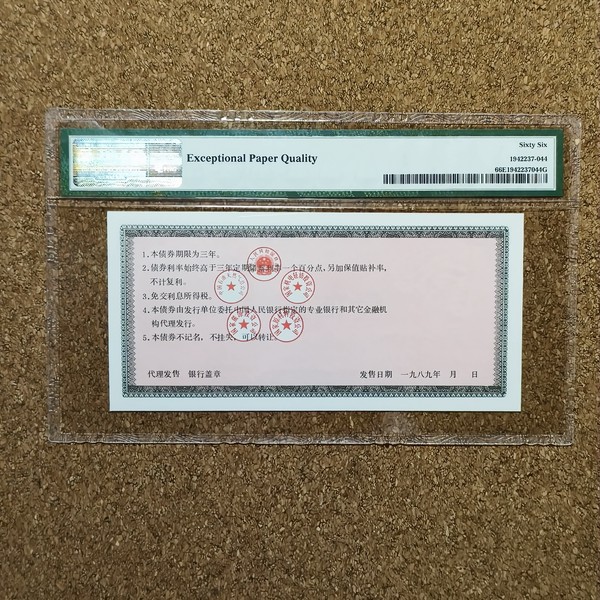 Sixty Six
Exceptional Paper Quality
1942237-044
66E1942237044G
1.本债券期限为三年。
2.债券利率始终高于三年定期储蓄利率一个百分点,另加保值贴补率,
不计复利。
3.免交利息所得税。
4.本债券由发行单位委托中国人民银行指定的专业银行和其它金融机
构代理发行。
5.本债券不记名,不挂失,可以转让
代理发售 银行盖章
发售日期 一九八九年 月 日